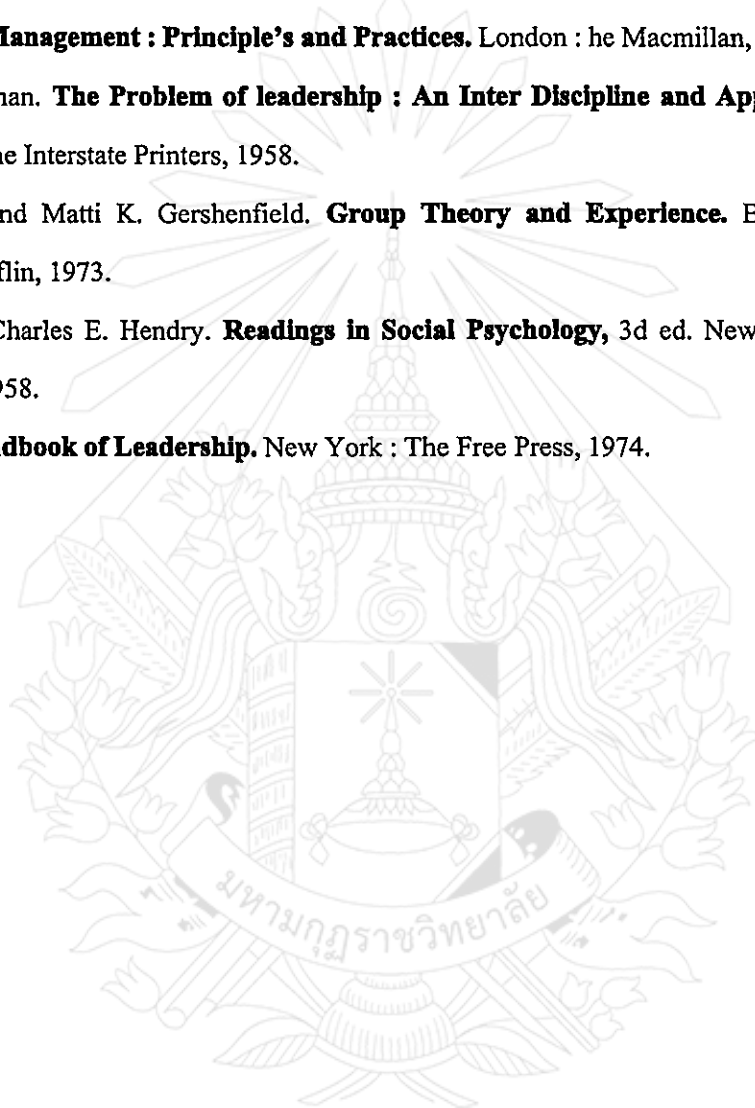 Management : Principle's and Practices. London : he Macmillan,
nan. The Problem of leadership : An Inter Discipline and App
ne Interstate Printers, 1958.
nd Matti K. Gershenfield. Group Theory and Experience. B
flin, 1973.
Charles E. Hendry. Readings in Social Psychology, 3d ed. New
958.
dbook of Leadership. New York : The Free Press, 1974.
มหามกุฏราชวิทยาลัย